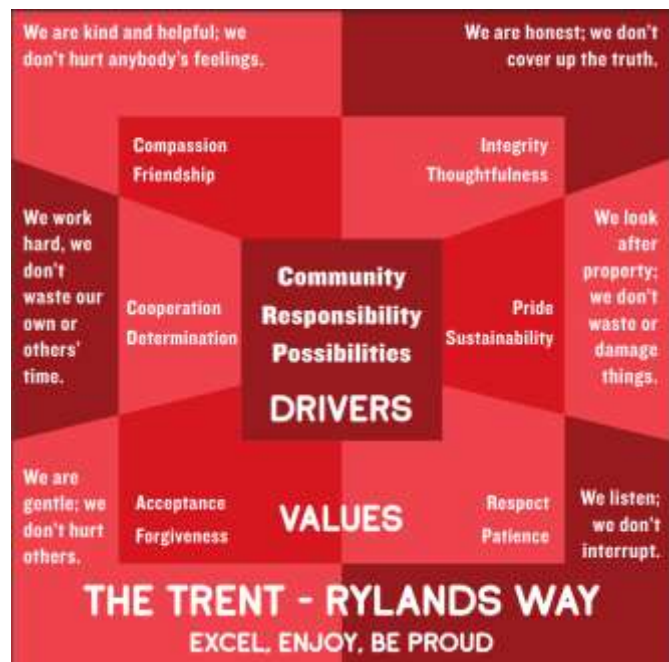 We are kind and helpful; we
don't hurt anybody's feelings.
We are honest; we don't
cover up the truth.
Compassion
Friendship
Integrity
Thoughtfulness
We work
hard, we
don't
waste our
own or
others'
time.
Cooperation
Determination
Community
Responsibility
Possibilities
DRIVERS
Pride
Sustainability
We look
after
property;
we don't
waste or
damage
things.
We are
gentle; we
don't hurt
others.
Acceptance
Forgiveness
VALUES
Respect
Patience
We listen;
we don't
interrupt.
THE TRENT - RYLANDS WAY
EXCEL, ENJOY, BE PROUD